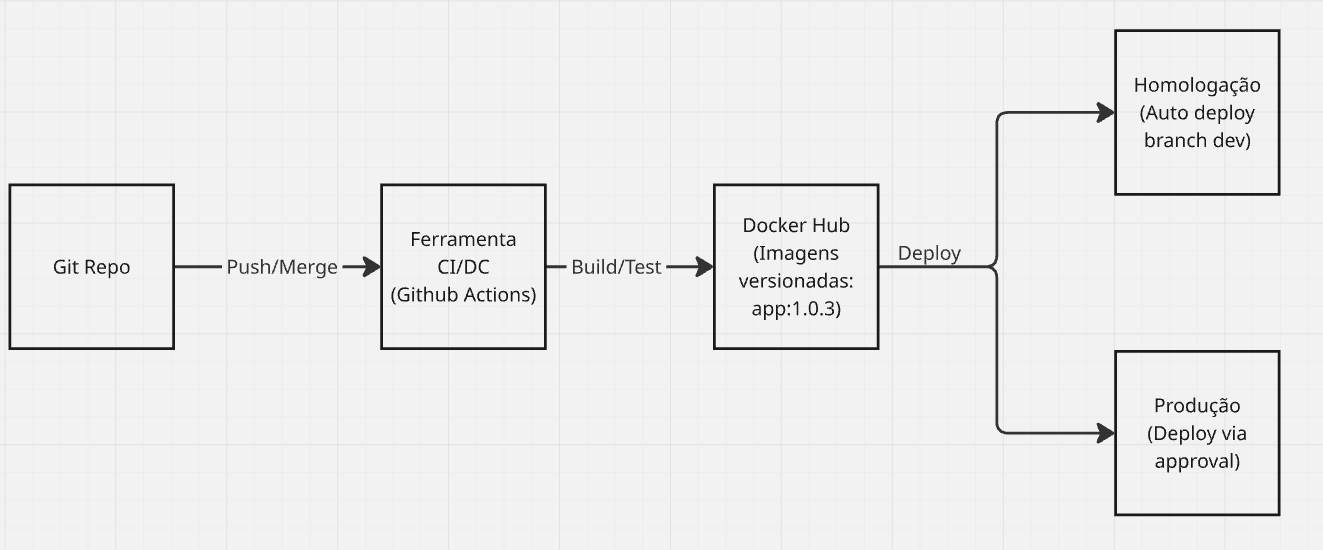 Git Repo
Push/Merge
Ferramenta
CI/DC
(Github Actions)
Build/Test
Docker Hub
(Imagens
versionadas:
app:1.0.3)
Deploy
Homologação
(Auto deploy
branch dev)
Produção
(Deploy via
approval)